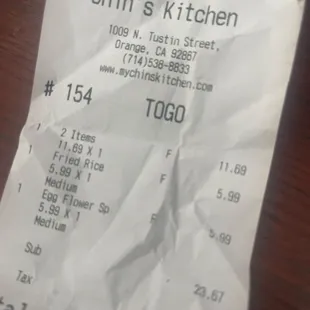 Chin's Kitchen
1009 N. Tustin Street,
Orange, CA 92867
(714)538-8833
www.mychinskitchen.com
# 154 TOGO
1 2 Items F 11.69
11.69 X 1
1 Fried Rice F 5.99
5.99 X 1
Medium
1 Egg Flower Sp F 5.99
5.99 X 1
Medium
Sub 23.67
Tax